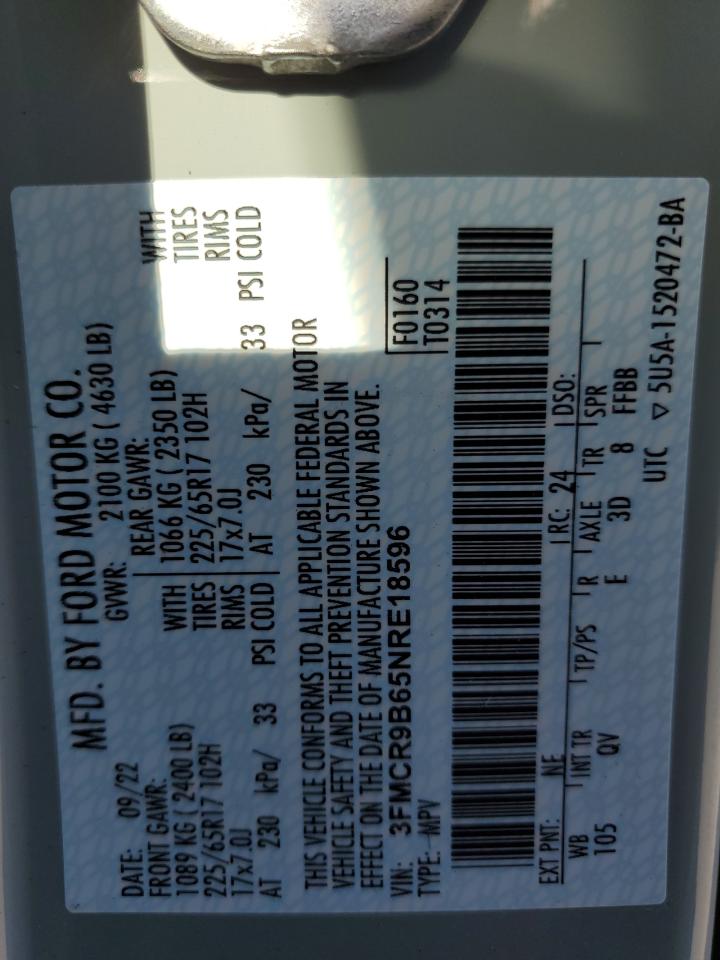 MFD. BY FORD MOTOR CO.
DATE: 09/22 GVWR: 2100 KG ( 4630 LB)
FRONT GAWR: REAR GAWR:
1089 KG ( 2400 LB) WITH 1066 KG ( 2350 LB) WITH
225/65R17 102H TIRES 225/65R17 102H TIRES
17x7.0J RIMS 17x7.0J RIMS
AT 230 kPa/ 33 PSI COLD AT 230 kPa/ 33 PSI COLD
THIS VEHICLE CONFORMS TO ALL APPLICABLE FEDERAL MOTOR
VEHICLE SAFETY AND THEFT PREVENTION STANDARDS IN
EFFECT ON THE DATE OF MANUFACTURE SHOWN ABOVE.
VIN: 3FMCR9B65NRE18596 F0160
TYPE: MPV T0314
EXT PNT: NE RC: 24 DSO:
WB INT TR TP/PS R AXLE TR SPR
105 QV E 3D 8 FFBB
UTC ▽ 5U5A-1520472-BA